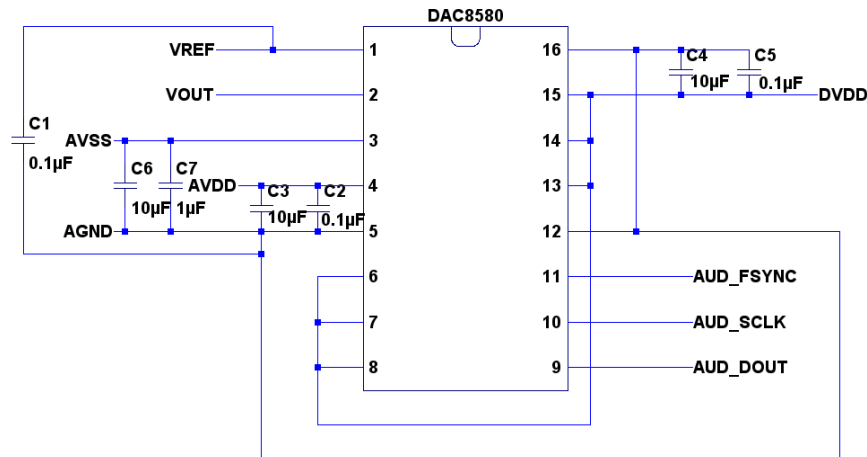 DAC8580
VREF 1 16 C4 C5
10µF 0.1µF
VOUT 2 15 DVDD
C1
0.1µF
AVSS 3 14
C6 C7
10µF 1µF
AVDD 4 13
C3 C2
10µF 0.1µF
AGND 5 12
6 11 AUD_FSYNC
7 10 AUD_SCLK
8 9 AUD_DOUT